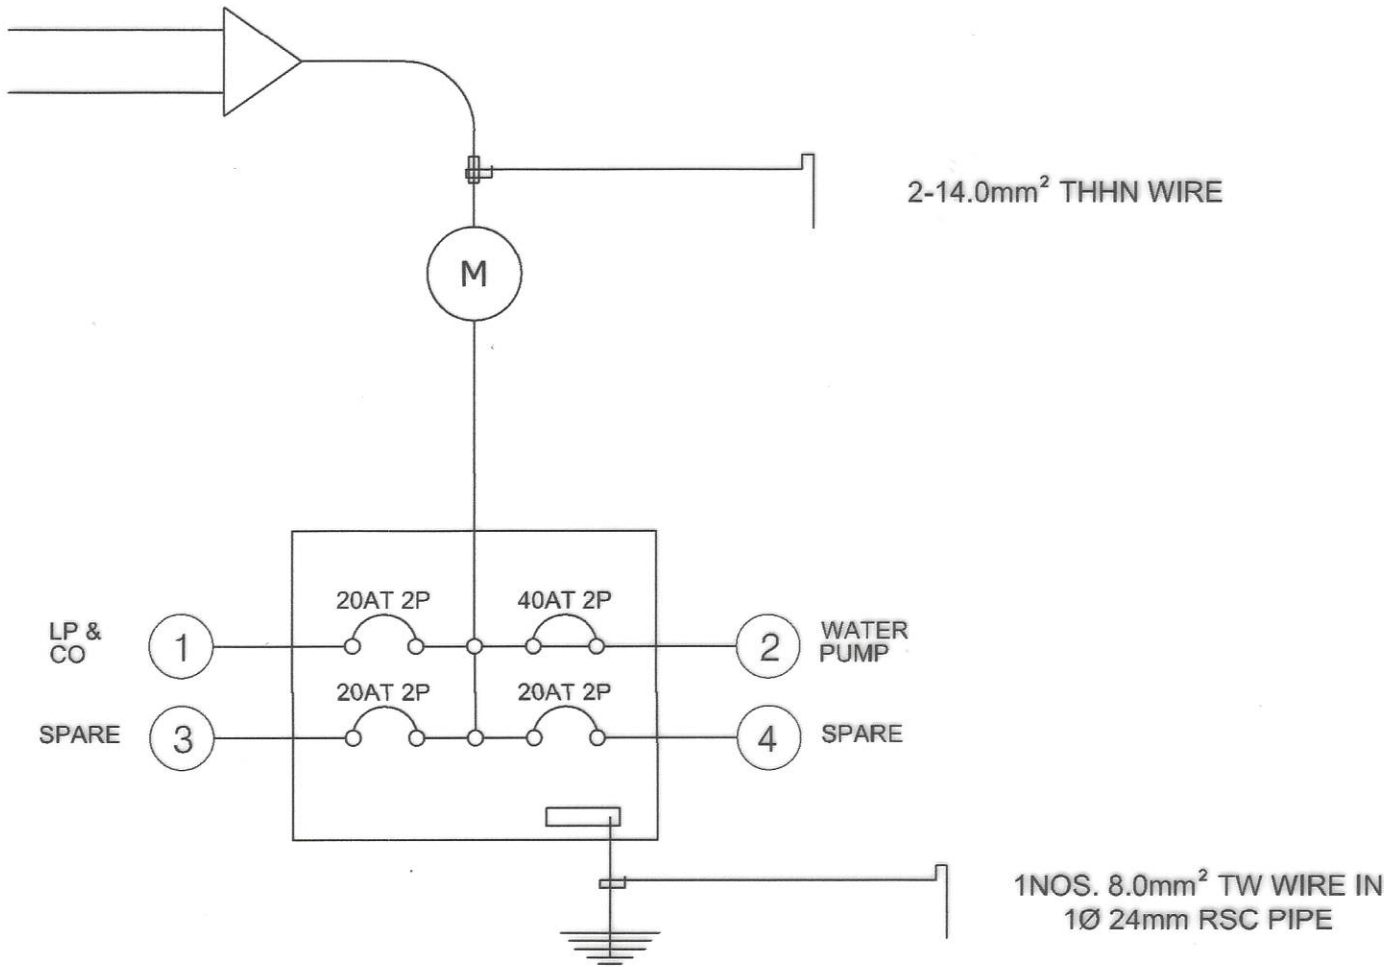 2-14.0mm² THHN WIRE
M
20AT 2P
40AT 2P
LP &
CO
1
2
WATER
PUMP
20AT 2P
20AT 2P
SPARE
3
4
SPARE
1NOS. 8.0mm² TW WIRE IN
1Ø 24mm RSC PIPE